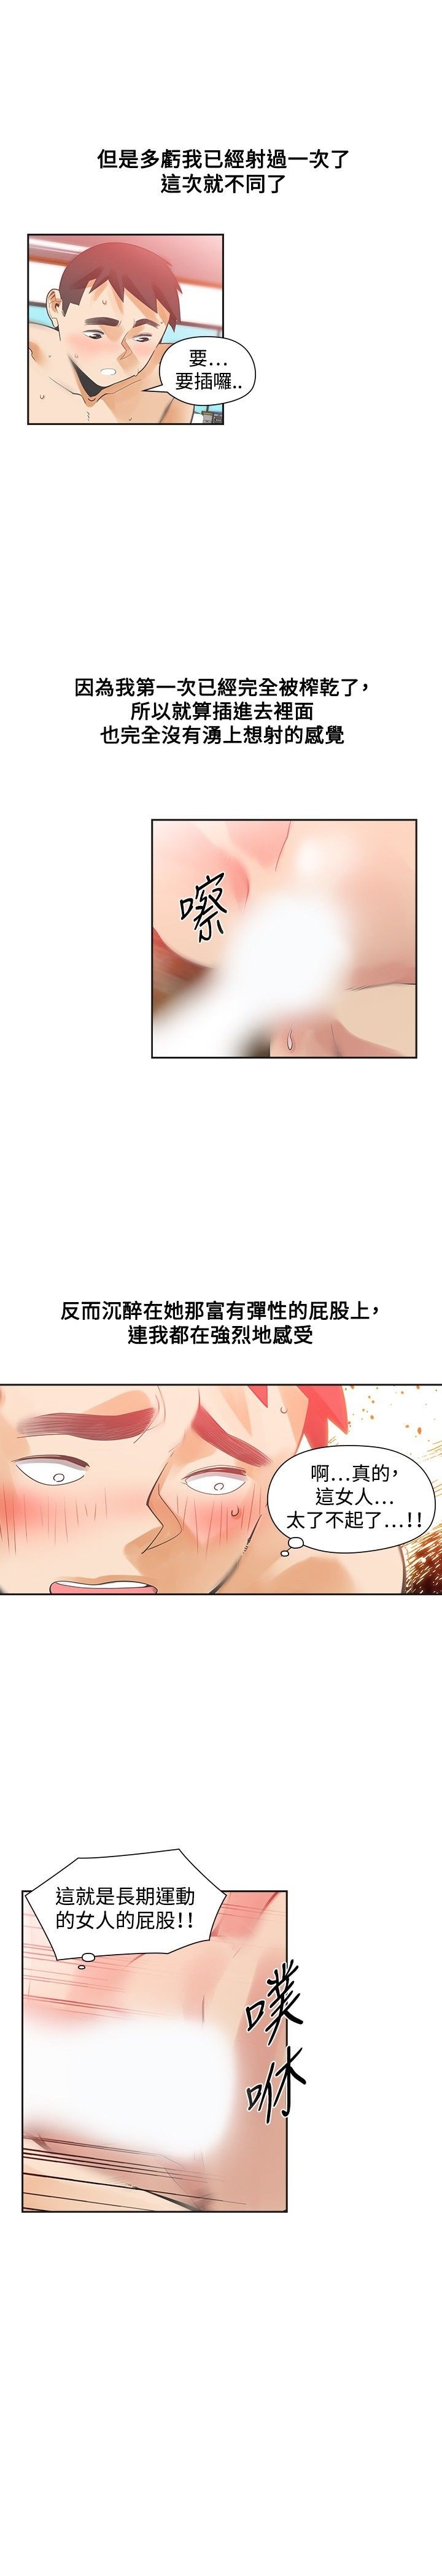 但是多虧我已經射過一次了
這次就不同了
要...
要插囉..
因為我第一次已經完全被榨乾了，
所以就算插進去裡面
也完全沒有湧上想射的感覺
嚓
反而沉醉在她那富有彈性的屁股上，
連我都在強烈地感受
啊...真的，
這女人...
太了不起了...!!
這就是長期運動
的女人的屁股!!
噗
咻